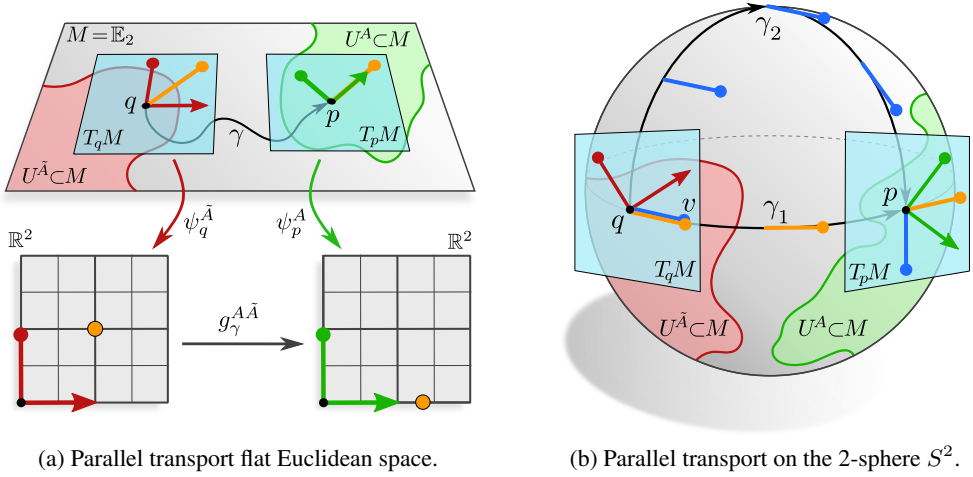 M = 𝔼₂
U^A⊂M
q
p
γ
T_qM
T_pM
U^Ã⊂M
ψ_q^Ã
ψ_p^A
ℝ²
ℝ²
g_γ^{AÃ}
(a) Parallel transport flat Euclidean space.
γ₂
v
γ₁
p
q
T_qM
T_pM
U^Ã⊂M
U^A⊂M
(b) Parallel transport on the 2-sphere S².